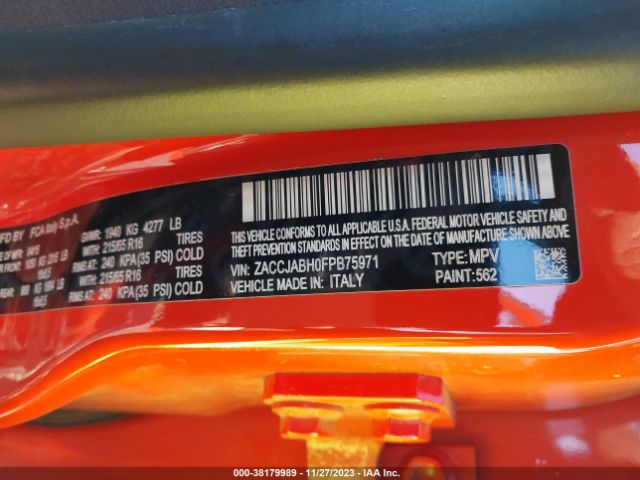 MFD BY FCA Italy S.p.A.
GVWR: 1940 KG 4277 LB
WITH: 215/65 R16 TIRES
RIMS AT: 240 KPA(35 PSI) COLD
WITH: 215/65 R16 TIRES
RIMS AT: 240 KPA(35 PSI) COLD
THIS VEHICLE CONFORMS TO ALL APPLICABLE U.S.A. FEDERAL MOTOR VEHICLE SAFETY AND
THEFT PREVENTION STANDARDS IN EFFECT ON THE DATE OF MANUFACTURE SHOWN ABOVE.
VIN: ZACCJABH0FPB75971 TYPE: MPV
VEHICLE MADE IN: ITALY PAINT: 562
000-38179989 - 11/27/2023 - IAA